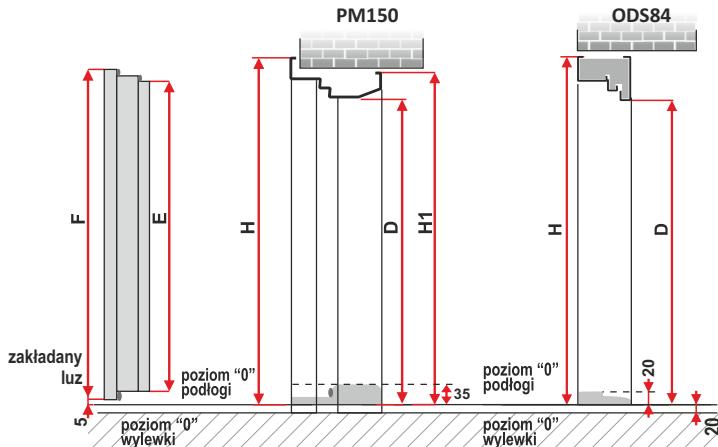 PM150
ODS84
F
E
H
D
H1
H
D
zakładany
luz
5
poziom “0”
podłogi
35
poziom “0”
podłogi
20
poziom “0”
wylewki
poziom “0”
wylewki
20